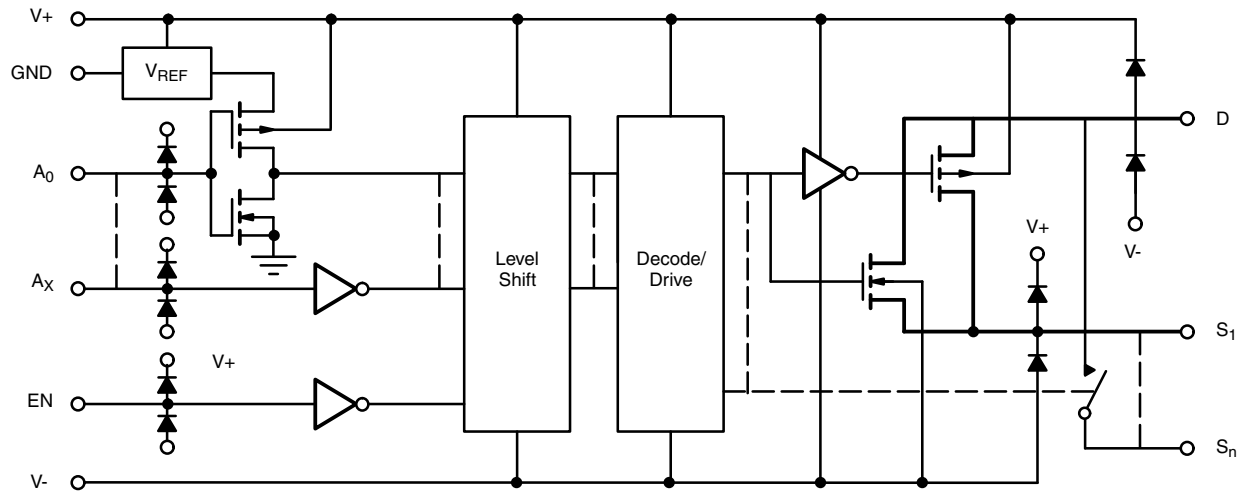 V+
GND
VREF
D
A0
Level
Shift
Decode/
Drive
V+
V-
AX
S1
V+
EN
Sn
V-